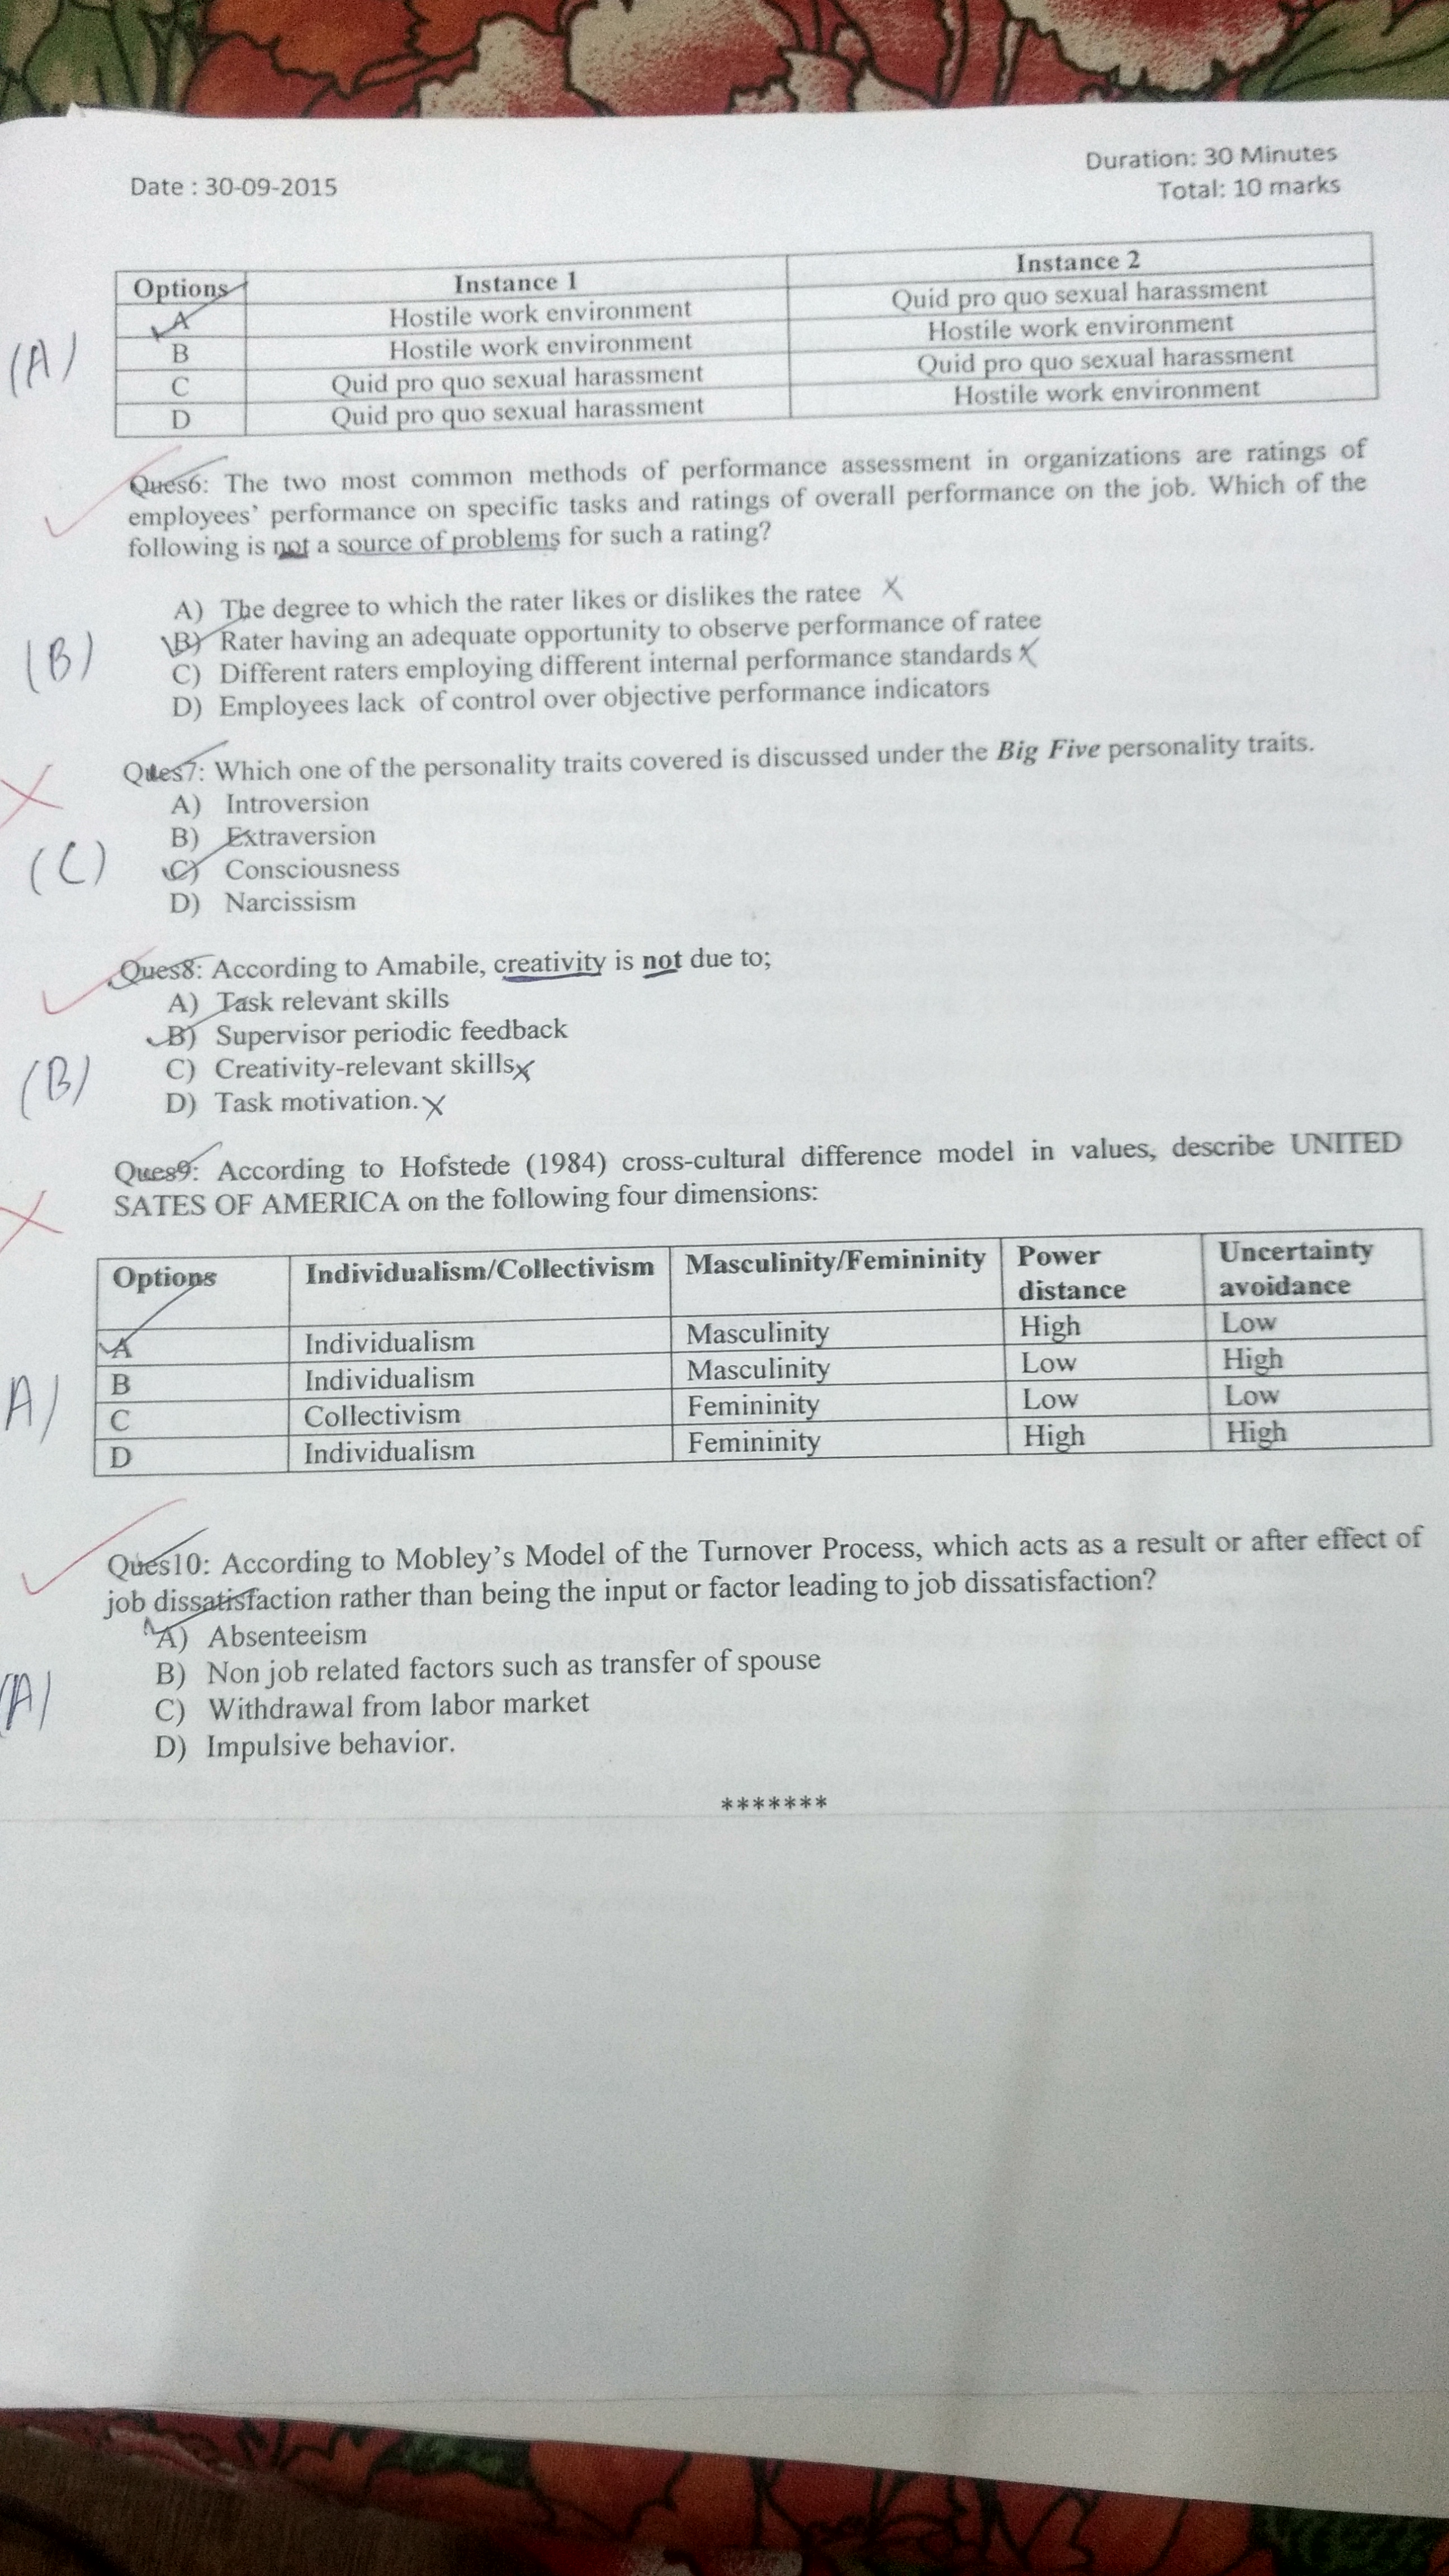 Date : 30-09-2015
Duration: 30 Minutes
Total: 10 marks
Options Instance 1 Instance 2
A Hostile work environment Quid pro quo sexual harassment
B Hostile work environment Hostile work environment
C Quid pro quo sexual harassment Quid pro quo sexual harassment
D Quid pro quo sexual harassment Hostile work environment
(A)
Ques6: The two most common methods of performance assessment in organizations are ratings of
employees' performance on specific tasks and ratings of overall performance on the job. Which of the
following is not a source of problems for such a rating?
A) The degree to which the rater likes or dislikes the ratee X
B) Rater having an adequate opportunity to observe performance of ratee
C) Different raters employing different internal performance standards X
D) Employees lack of control over objective performance indicators
(B)
Ques7: Which one of the personality traits covered is discussed under the Big Five personality traits.
A) Introversion
B) Extraversion
C) Consciousness
D) Narcissism
(C)
Ques8: According to Amabile, creativity is not due to;
A) Task relevant skills
B) Supervisor periodic feedback
C) Creativity-relevant skills X
D) Task motivation. X
(B)
Ques9: According to Hofstede (1984) cross-cultural difference model in values, describe UNITED
SATES OF AMERICA on the following four dimensions:
Options Individualism/Collectivism Masculinity/Femininity Power distance Uncertainty avoidance
A Individualism Masculinity High Low
B Individualism Masculinity Low High
C Collectivism Femininity Low Low
D Individualism Femininity High High
A)
Ques10: According to Mobley's Model of the Turnover Process, which acts as a result or after effect of
job dissatisfaction rather than being the input or factor leading to job dissatisfaction?
A) Absenteeism
B) Non job related factors such as transfer of spouse
C) Withdrawal from labor market
D) Impulsive behavior.
(A)
*******